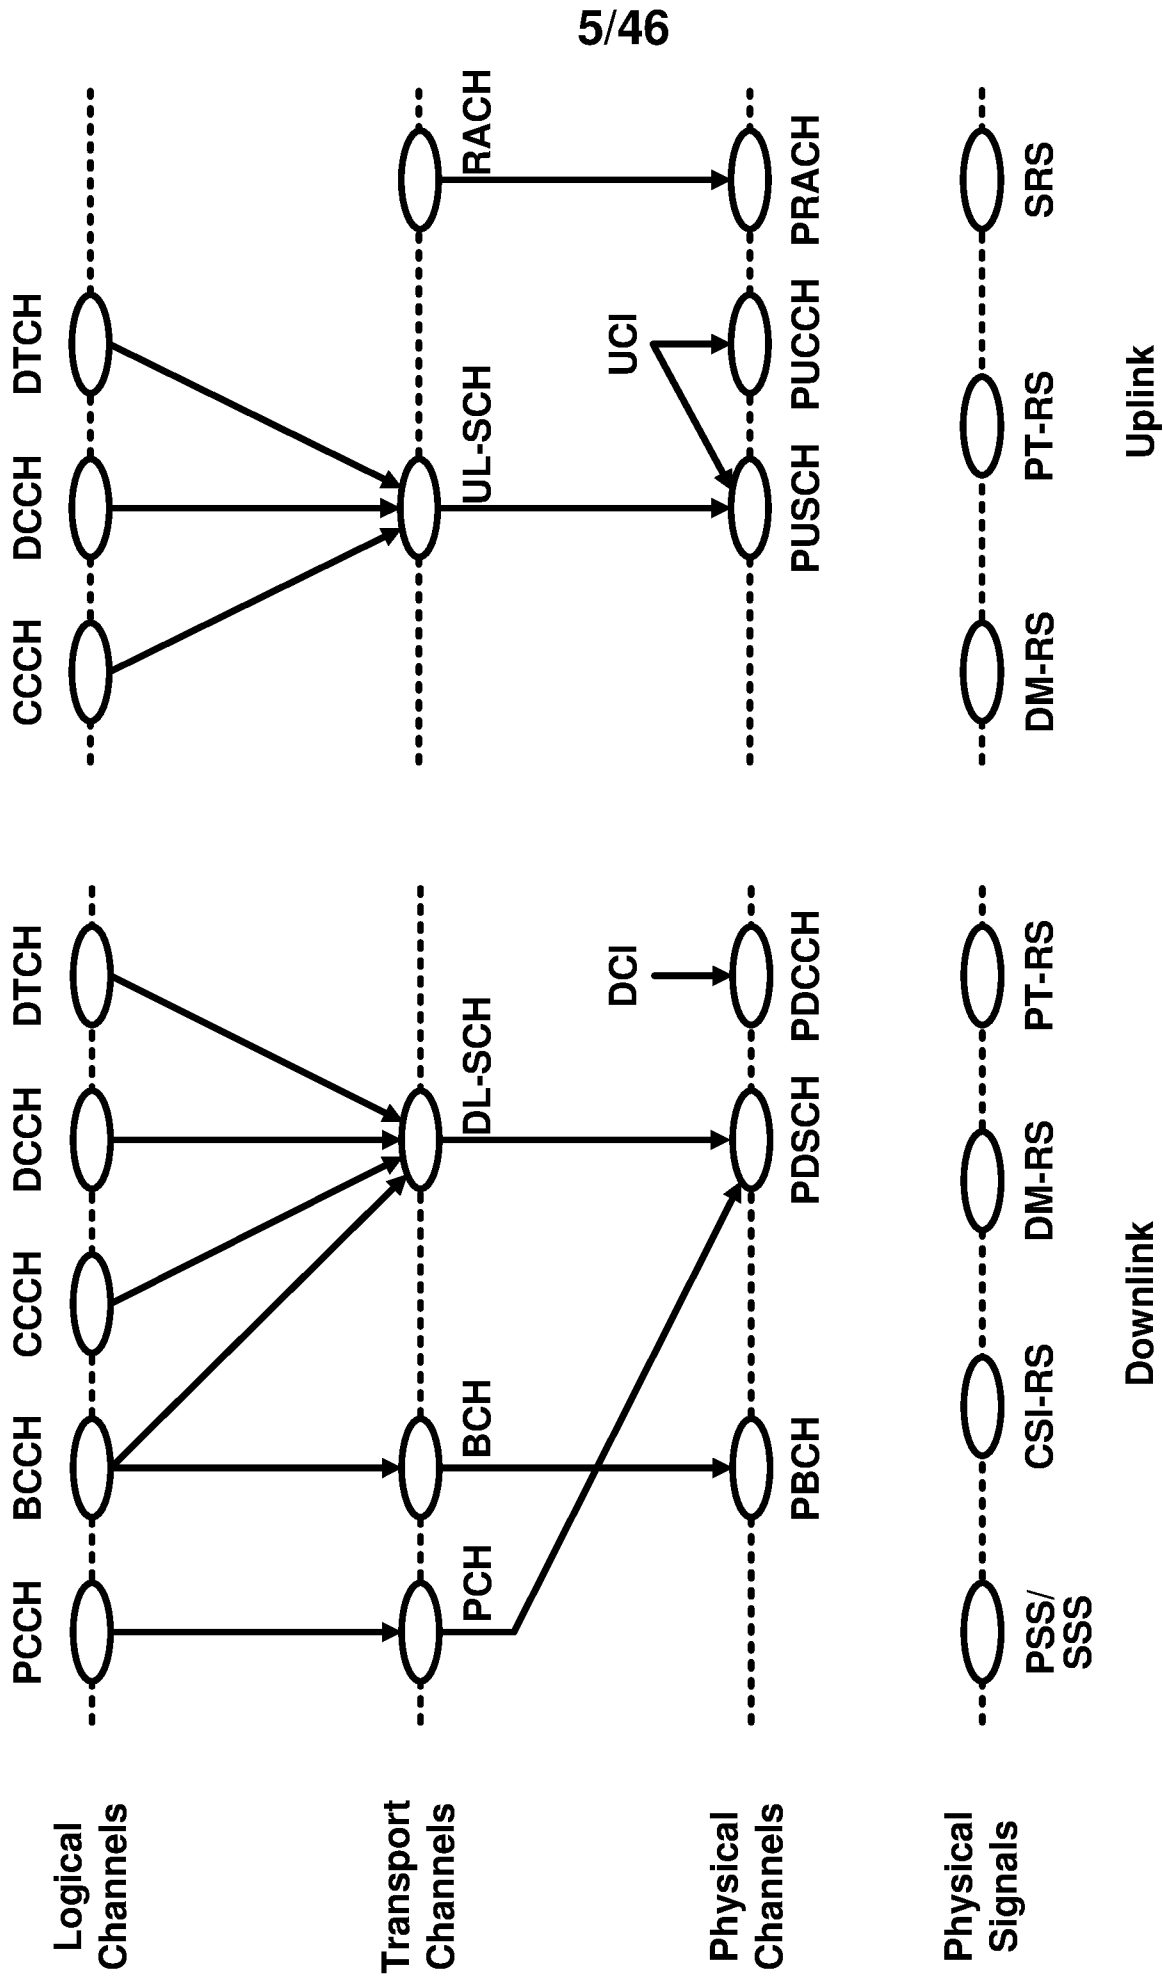 5/46
Logical
Channels
PCCH
BCCH
CCCH
DCCH
DTCH
CCCH
DCCH
DTCH
Transport
Channels
PCH
BCH
DL-SCH
UL-SCH
RACH
DCI
UCI
Physical
Channels
PBCH
PDSCH
PDCCH
PUSCH
PUCCH
PRACH
Physical
Signals
PSS/
SSS
CSI-RS
DM-RS
PT-RS
DM-RS
PT-RS
SRS
Downlink
Uplink